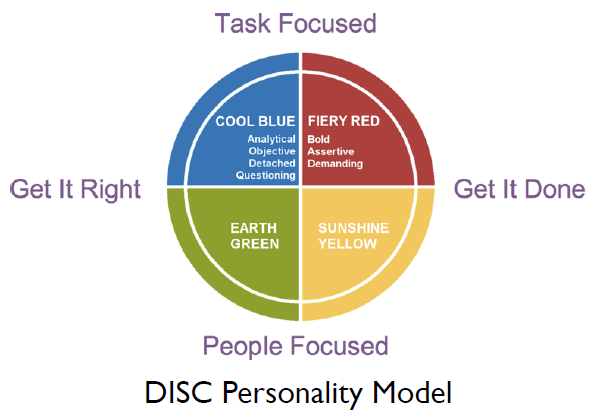 Task Focused
COOL BLUE
Analytical
Objective
Detached
Questioning
FIERY RED
Bold
Assertive
Demanding
Get It Right
Get It Done
EARTH
GREEN
SUNSHINE
YELLOW
People Focused
DISC Personality Model